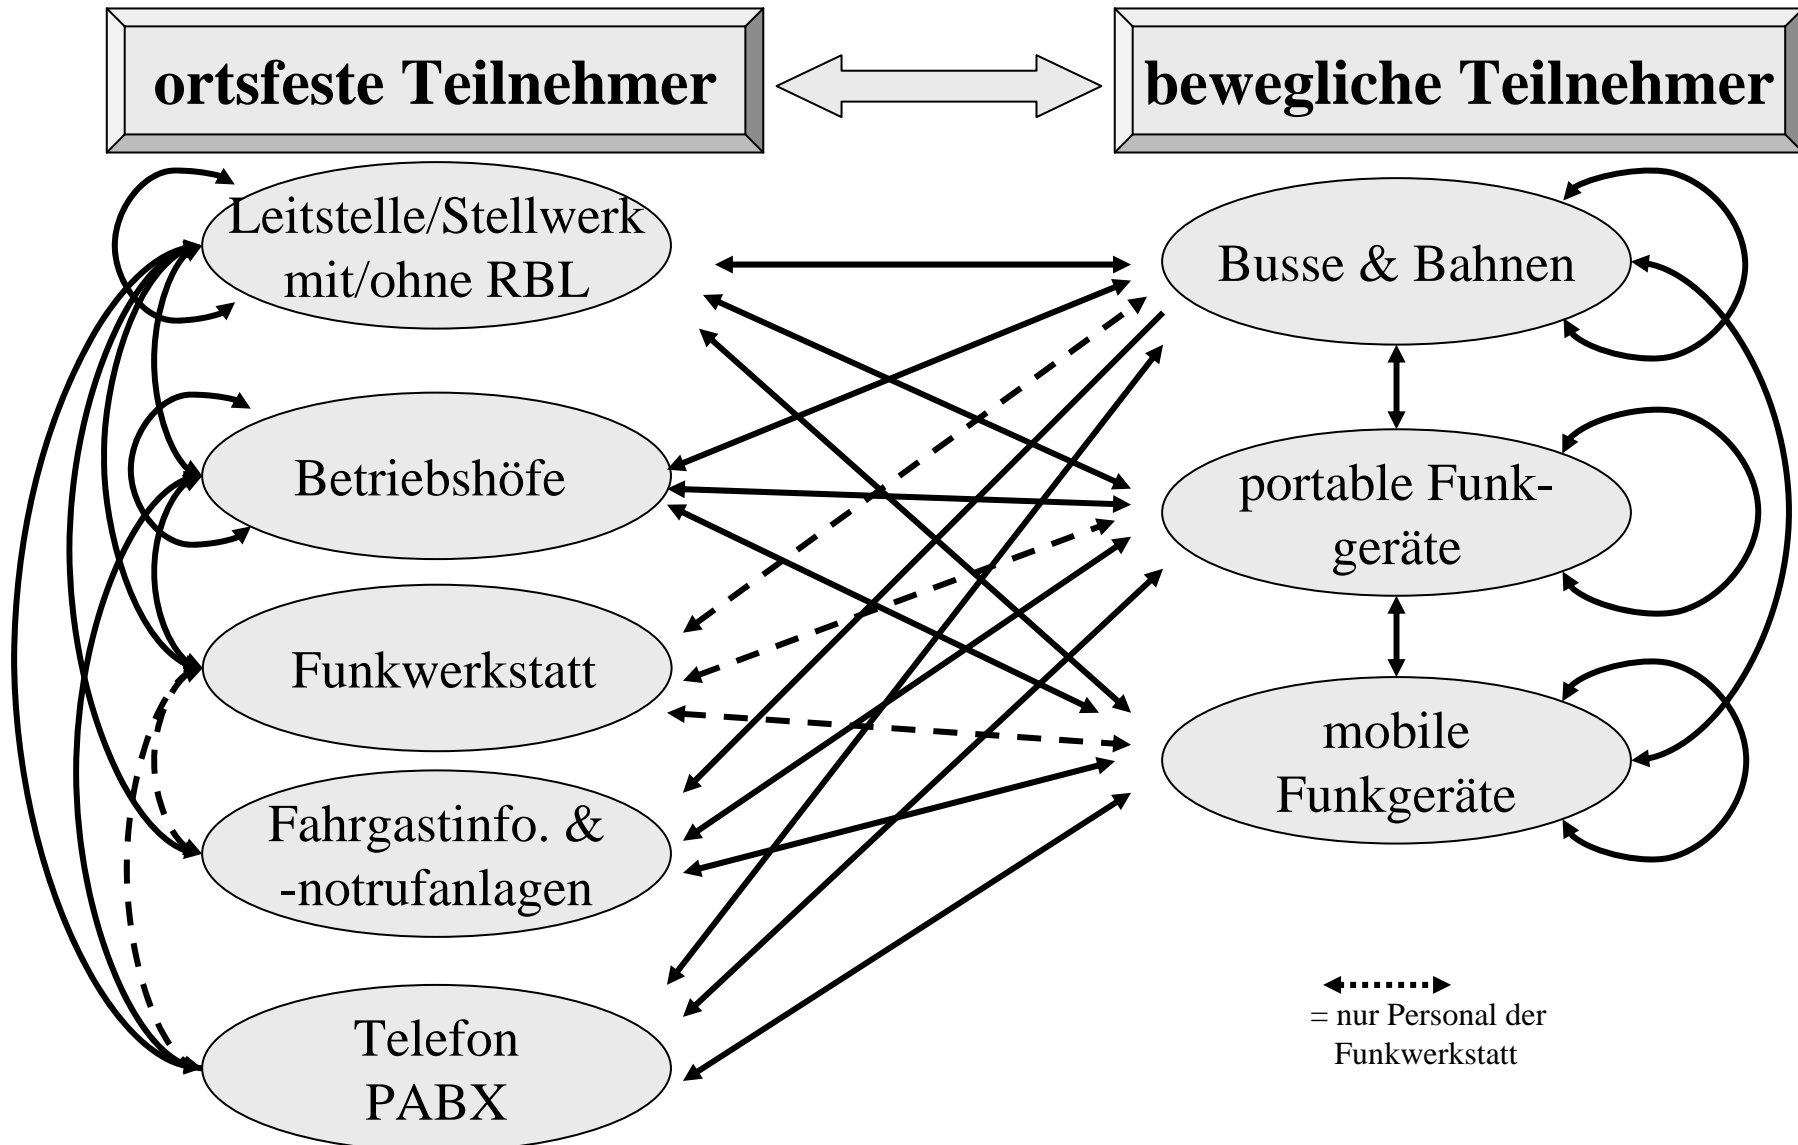 ortsfeste Teilnehmer
bewegliche Teilnehmer
Leitstelle/Stellwerk
mit/ohne RBL
Betriebshöfe
Funkwerkstatt
Fahrgastinfo. &
-notrufanlagen
Telefon
PABX
Busse & Bahnen
portable Funk-
geräte
mobile
Funkgeräte
= nur Personal der
Funkwerkstatt